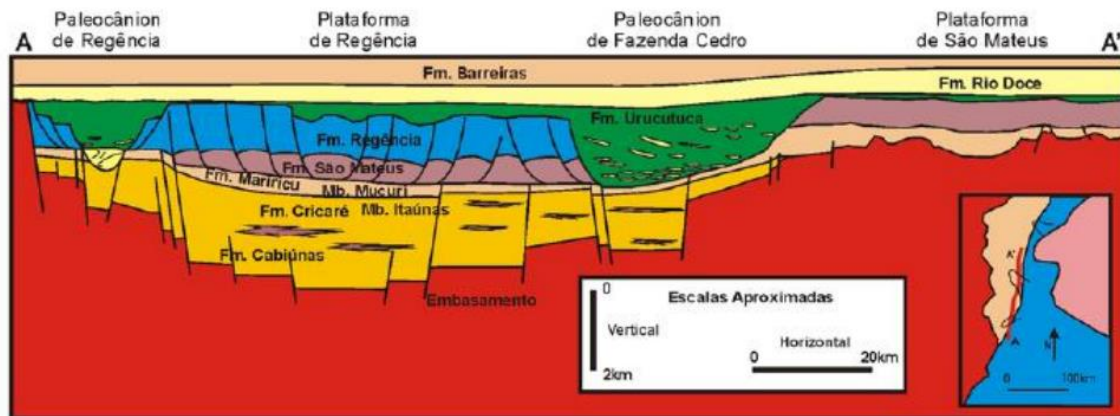 Paleocânion
de Regência
Plataforma
de Regência
Paleocânion
de Fazenda Cedro
Plataforma
de São Mateus
A
A'
Fm. Barreiras
Fm. Rio Doce
Fm. Urucutuca
Fm. Regência
Fm. São Mateus
Fm. Mariricu
Mb. Mucuri
Fm. Cricaré
Mb. Itaúnas
Fm. Cabiúnas
Embasamento
Escalas Aproximadas
0
Vertical
2km
Horizontal
0
20km
A'
A
N
0
100km